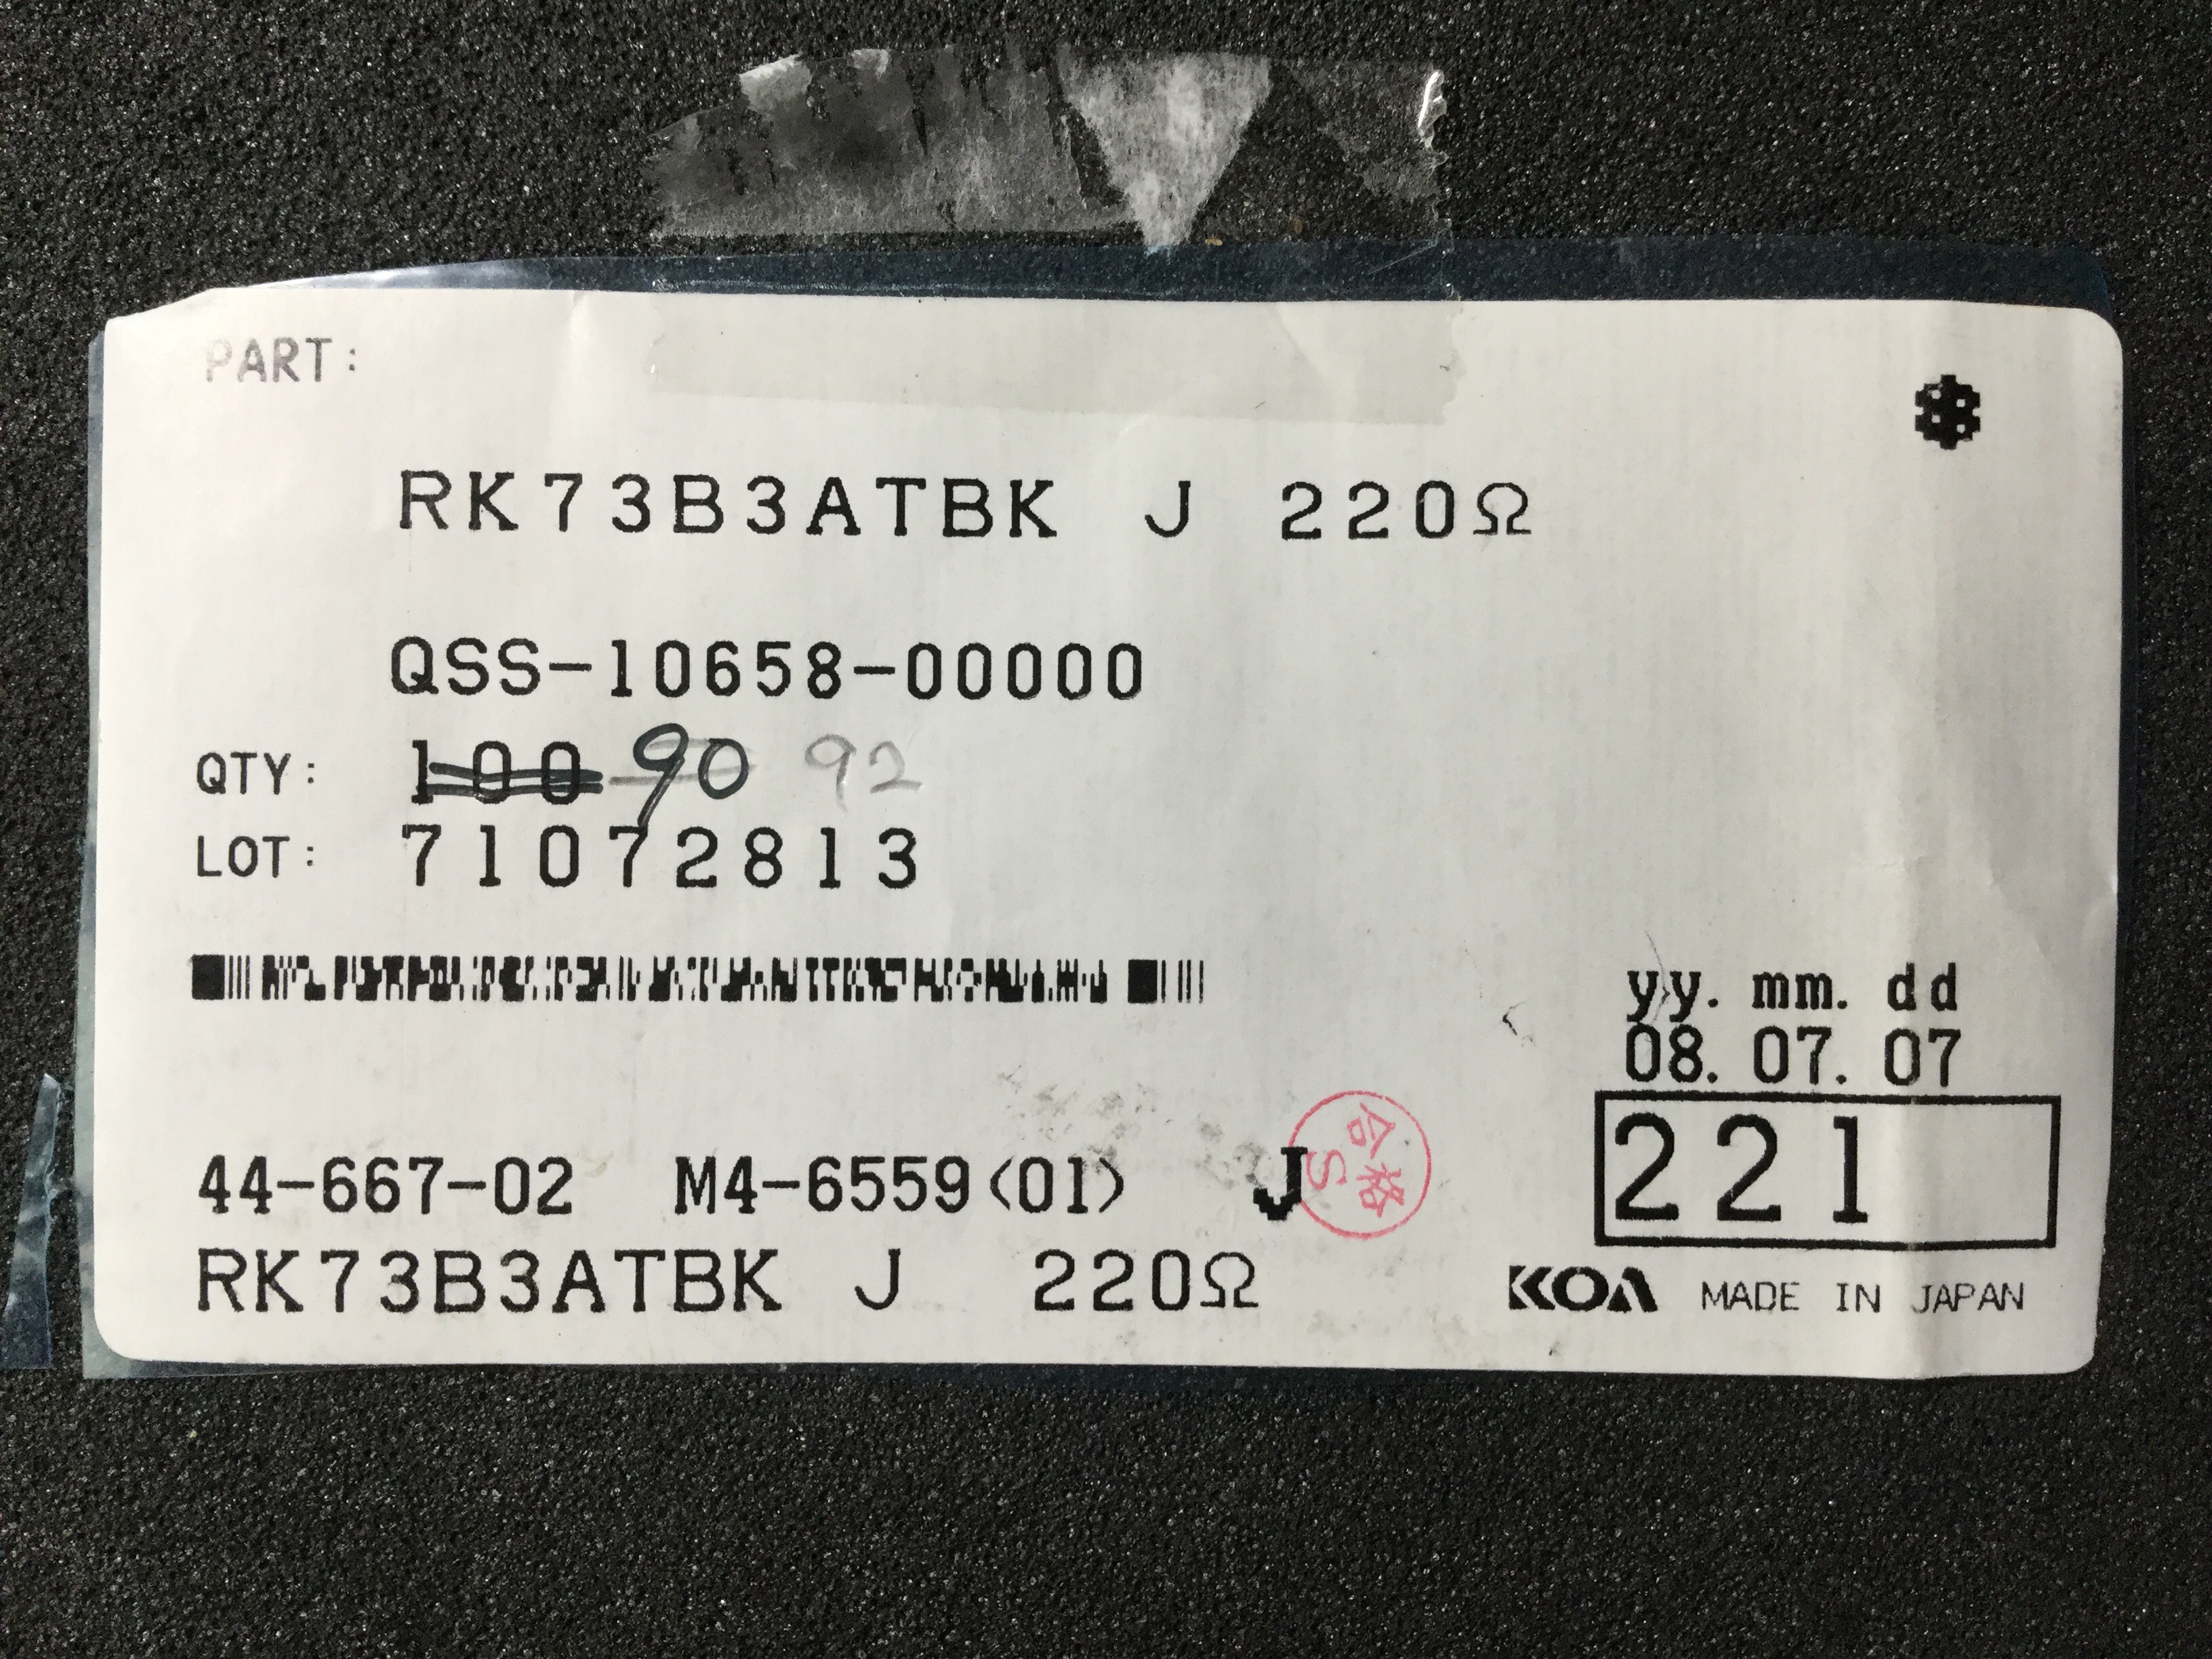 PART:
RK73B3ATBK J 220Ω
QSS-10658-00000
QTY: 100 90 92
LOT: 71072813
yy. mm. dd
08. 07. 07
221
44-667-02 M4-6559(01) J
合格
S
RK73B3ATBK J 220Ω
KOA MADE IN JAPAN